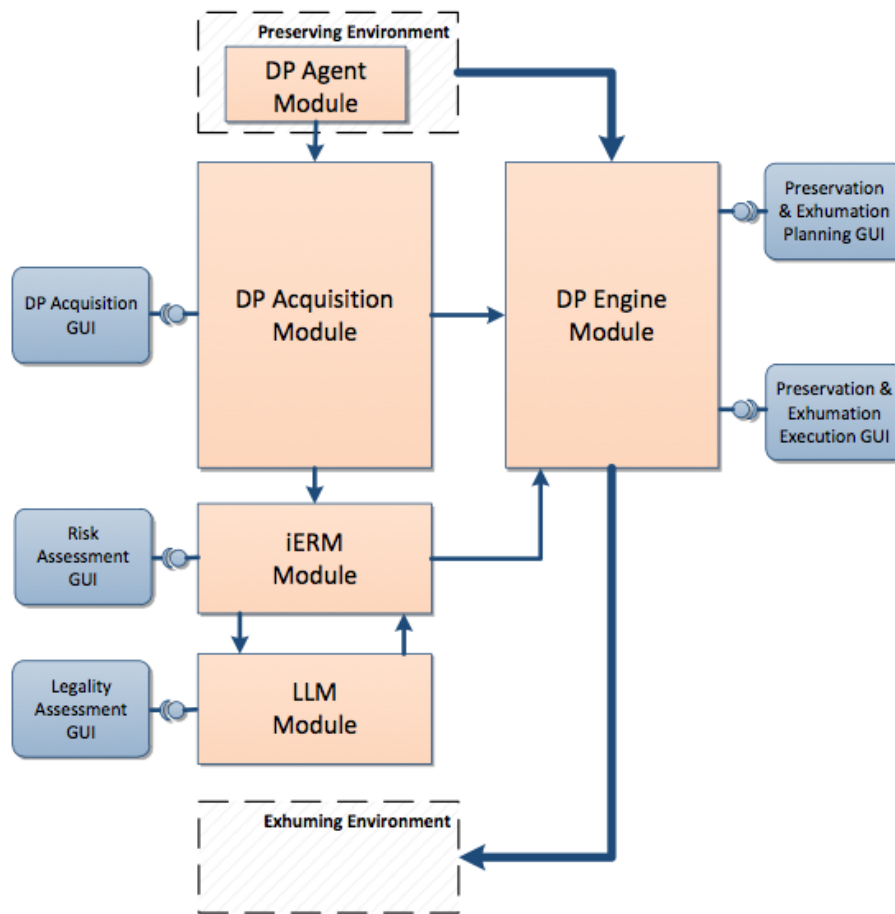 Preserving Environment
DP Agent
Module
DP Acquisition
Module
DP Engine
Module
Preservation
& Exhumation
Planning GUI
DP Acquisition
GUI
Preservation &
Exhumation
Execution GUI
iERM
Module
Risk
Assessment
GUI
LLM
Module
Legality
Assessment
GUI
Exhuming Environment